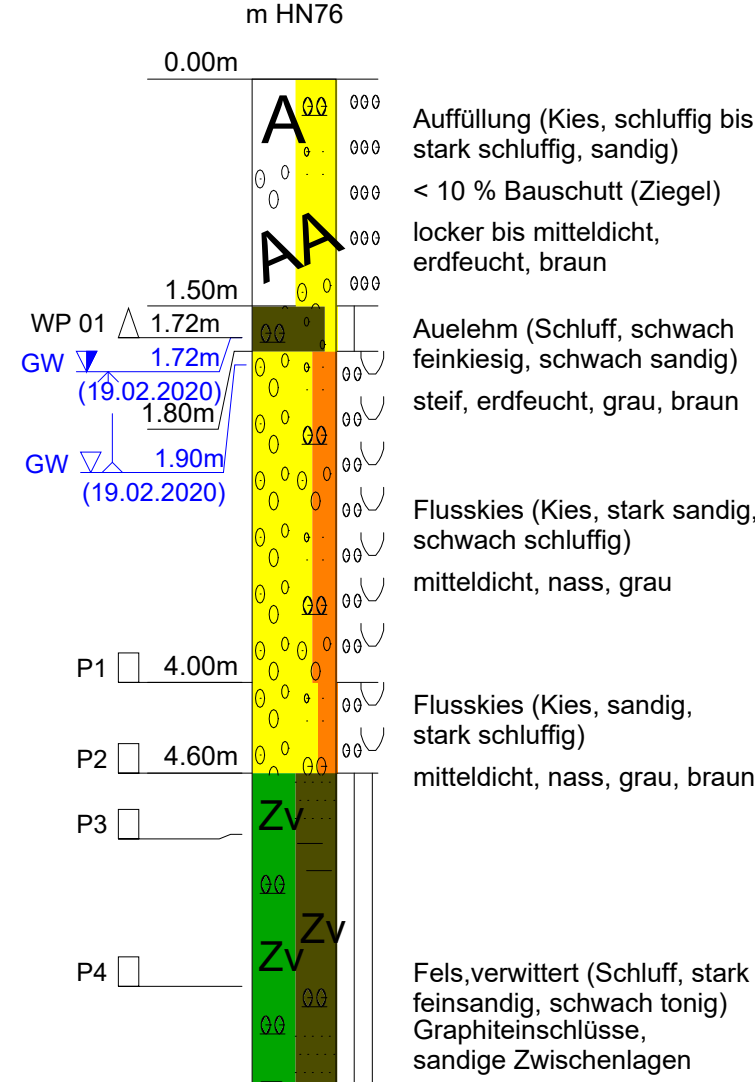 m HN76
0.00m
A
A A
Auffüllung (Kies, schluffig bis
stark schluffig, sandig)
< 10 % Bauschutt (Ziegel)
locker bis mitteldicht,
erdfeucht, braun
1.50m
WP 01 1.72m
GW 1.72m
(19.02.2020)
1.80m
GW 1.90m
(19.02.2020)
Auelehm (Schluff, schwach
feinkiesig, schwach sandig)
steif, erdfeucht, grau, braun
Flusskies (Kies, stark sandig,
schwach schluffig)
mitteldicht, nass, grau
P1 4.00m
Flusskies (Kies, sandig,
stark schluffig)
mitteldicht, nass, grau, braun
P2 4.60m
Zv
P3
Zv
Zv
P4
Fels,verwittert (Schluff, stark
feinsandig, schwach tonig)
Graphiteinschlüsse,
sandige Zwischenlagen